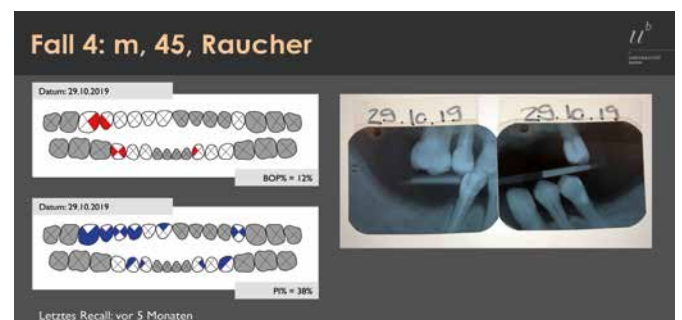 Fall 4: m, 45, Raucher
u
b
Datum: 29.10.2019
BOP% = 12%
Datum: 29.10.2019
PI% = 38%
29.10.19
29.10.19
Letztes Recall: vor 5 Monaten